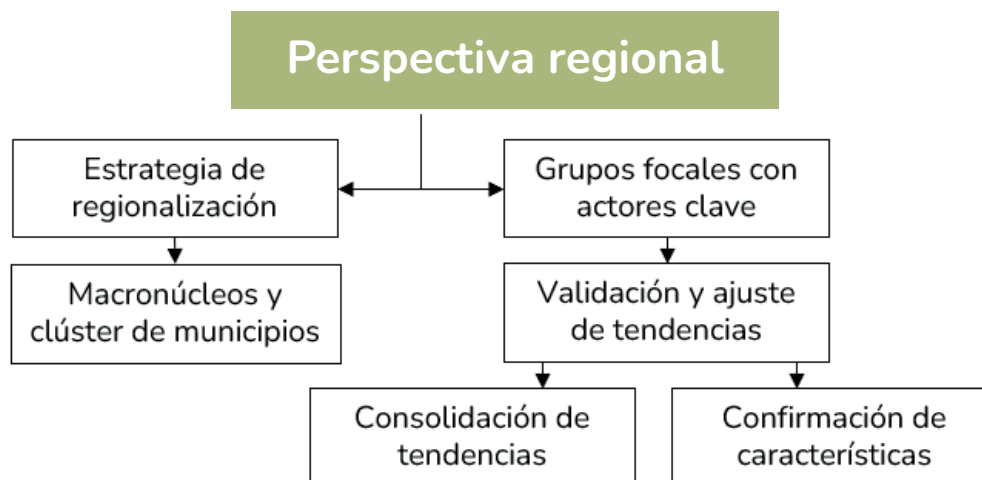 Perspectiva regional
Estrategia de
regionalización
Grupos focales con
actores clave
Macronúcleos y
clúster de municipios
Validación y ajuste
de tendencias
Consolidación de
tendencias
Confirmación de
características